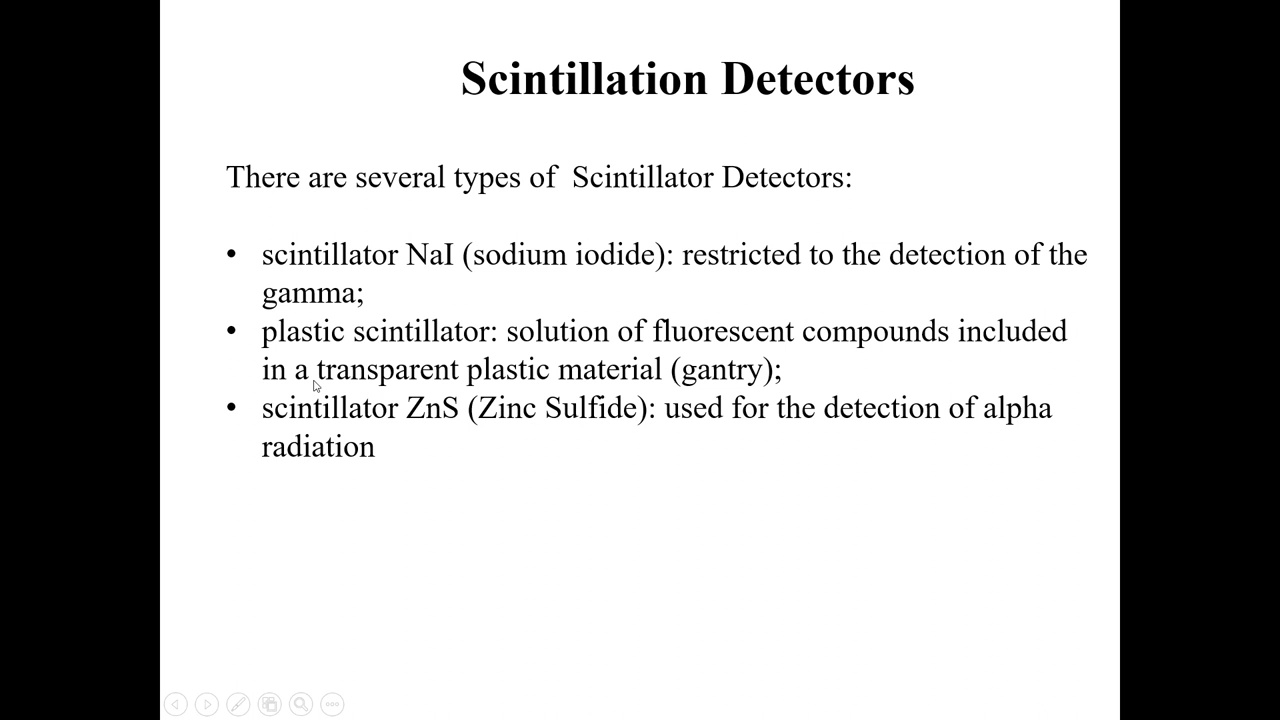 Scintillation Detectors
There are several types of  Scintillator Detectors:
• scintillator NaI (sodium iodide): restricted to the detection of the
gamma;
• plastic scintillator: solution of fluorescent compounds included
in a transparent plastic material (gantry);
• scintillator ZnS (Zinc Sulfide): used for the detection of alpha
radiation